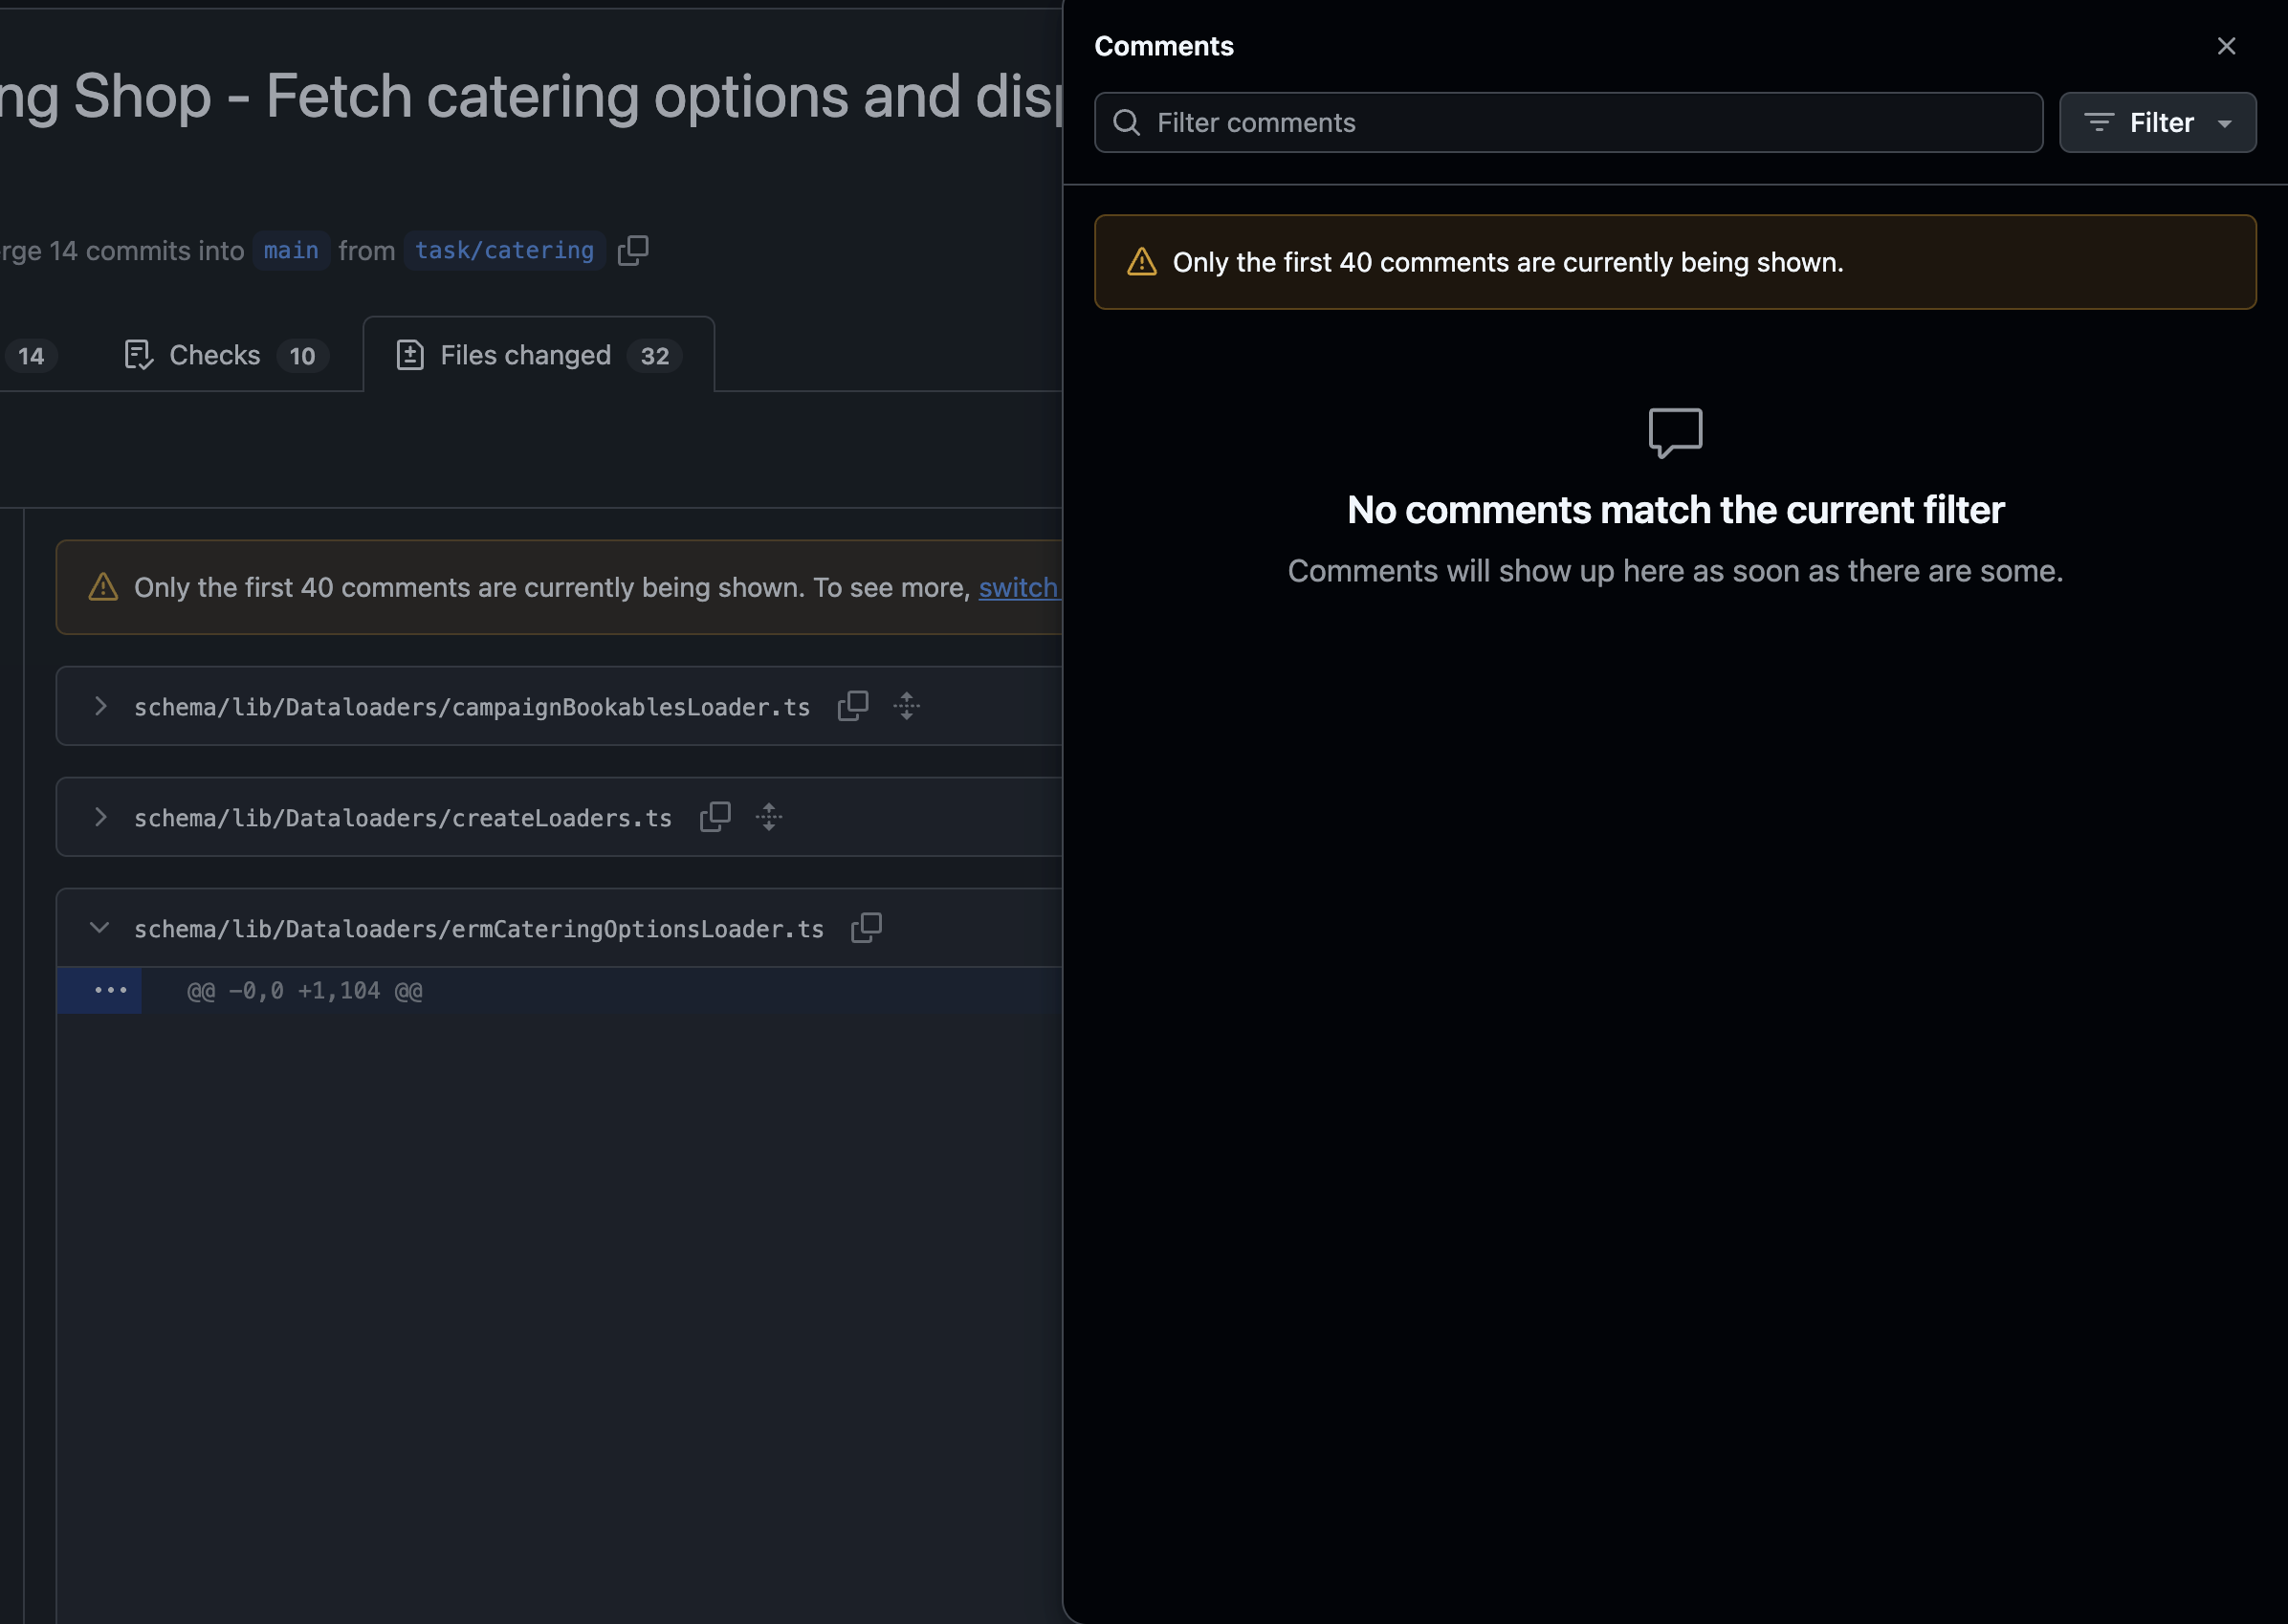 ng Shop - Fetch catering options and disp
rge 14 commits into main from task/catering
14 Checks 10 Files changed 32
Only the first 40 comments are currently being shown. To see more, switch
schema/lib/Dataloaders/campaignBookablesLoader.ts
schema/lib/Dataloaders/createLoaders.ts
schema/lib/Dataloaders/ermCateringOptionsLoader.ts
@@ -0,0 +1,104 @@
Comments
Filter comments
Filter
Only the first 40 comments are currently being shown.
No comments match the current filter
Comments will show up here as soon as there are some.